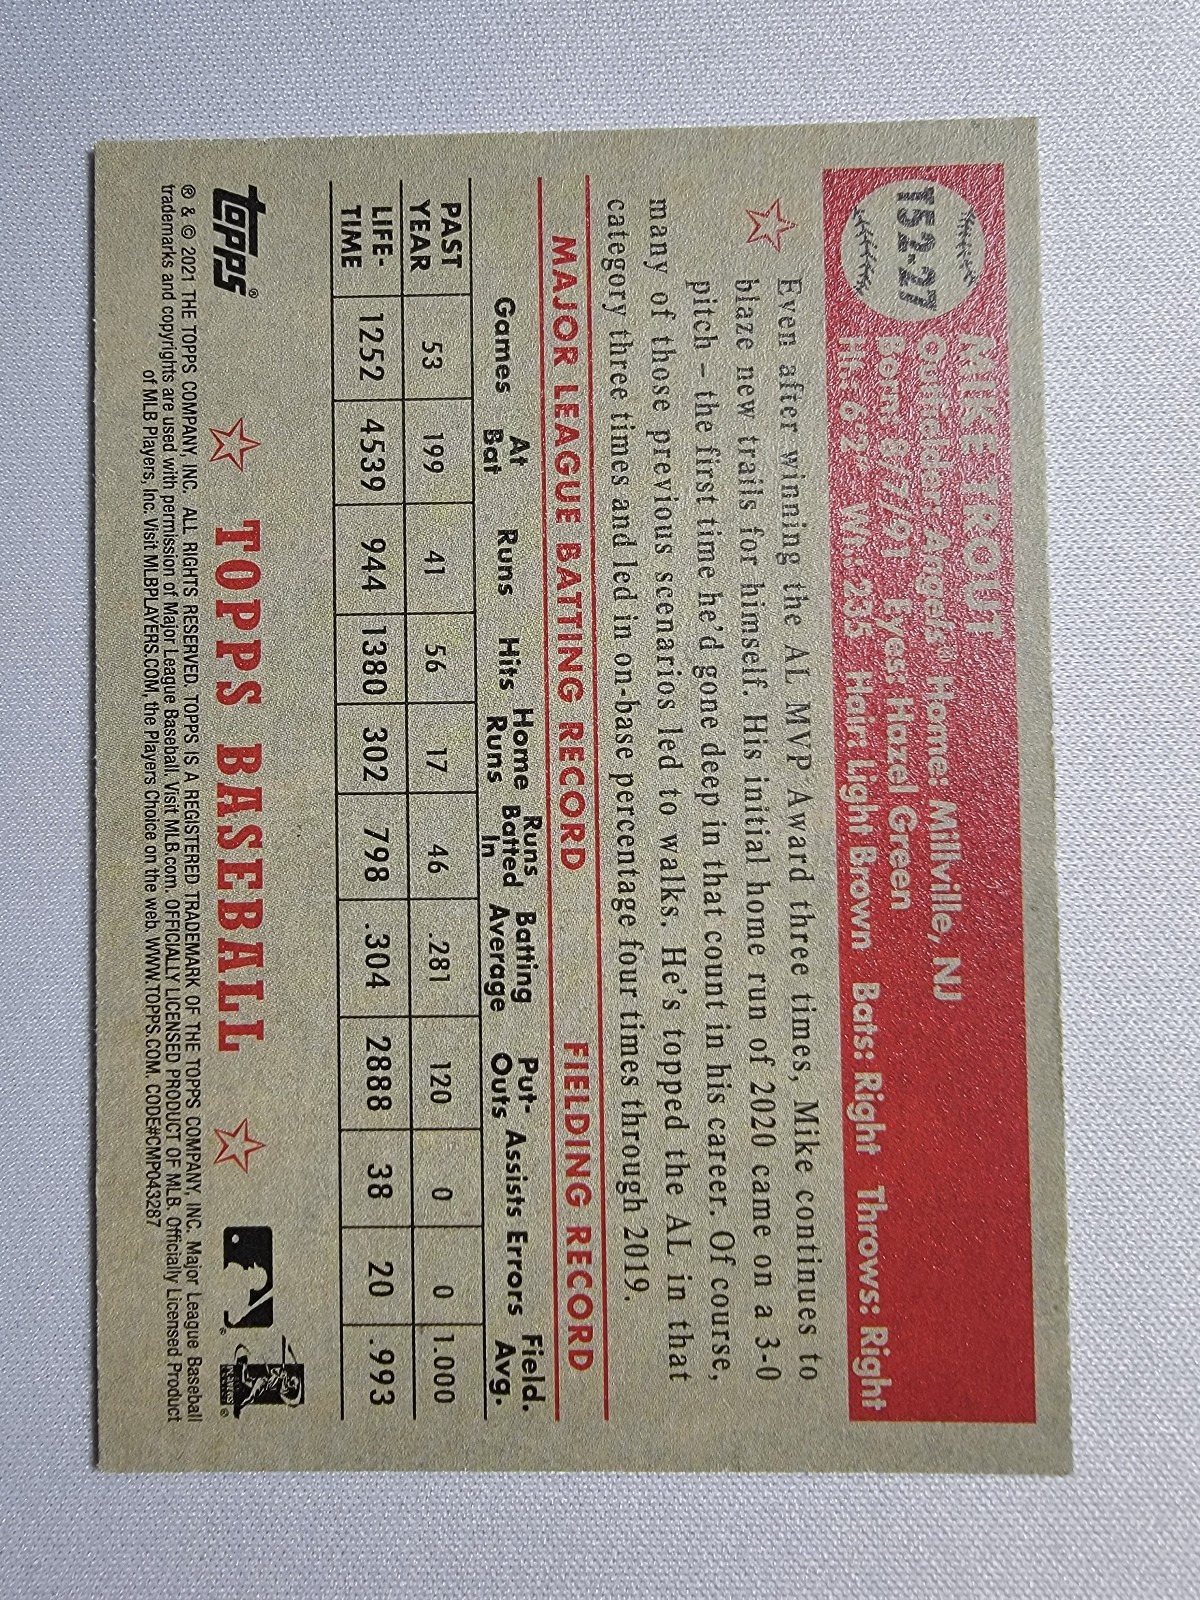 T52-27
MIKE TROUT
Outfielder: Angels™ Home: Millville, NJ
Born: 8/7/91 Eyes: Hazel Green
Ht.: 6'2" Wt.: 235 Hair: Light Brown Bats: Right Throws: Right
Even after winning the AL MVP Award three times, Mike continues to
blaze new trails for himself. His initial home run of 2020 came on a 3-0
pitch – the first time he'd gone deep in that count in his career. Of course,
many of those previous scenarios led to walks. He's topped the AL in that
category three times and led in on-base percentage four times through 2019.
MAJOR LEAGUE BATTING RECORD FIELDING RECORD
Games At Bat Runs Hits Home Runs Runs Batted In Batting Average Put-Outs Assists Errors Field. Avg.
PAST YEAR 53 199 41 56 17 46 .281 120 0 0 1.000
LIFE-TIME 1252 4539 944 1380 302 798 .304 2888 38 20 .993
topps® TOPPS BASEBALL
® & © 2021 THE TOPPS COMPANY, INC. ALL RIGHTS RESERVED. TOPPS IS A REGISTERED TRADEMARK OF THE TOPPS COMPANY, INC. Major League Baseball
trademarks and copyrights are used with permission of Major League Baseball. Visit MLB.com. OFFICIALLY LICENSED PRODUCT OF MLB. Officially Licensed Product
of MLB Players, Inc. Visit MLBPLAYERS.COM, the Players Choice on the web. WWW.TOPPS.COM. CODE#CMP043287